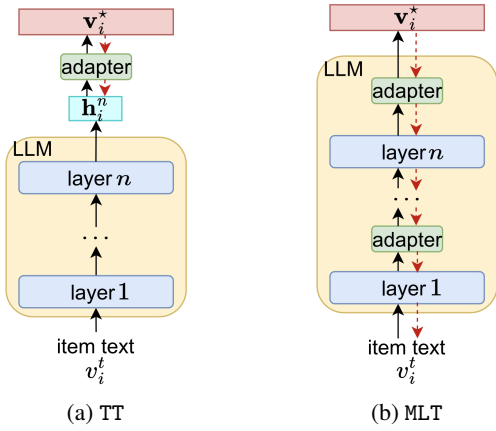 v_i^⋆
adapter
h_i^n
LLM
layer n
...
layer 1
item text
v_i^t
(a) TT
v_i^⋆
LLM
adapter
layer n
...
adapter
layer 1
item text
v_i^t
(b) MLT